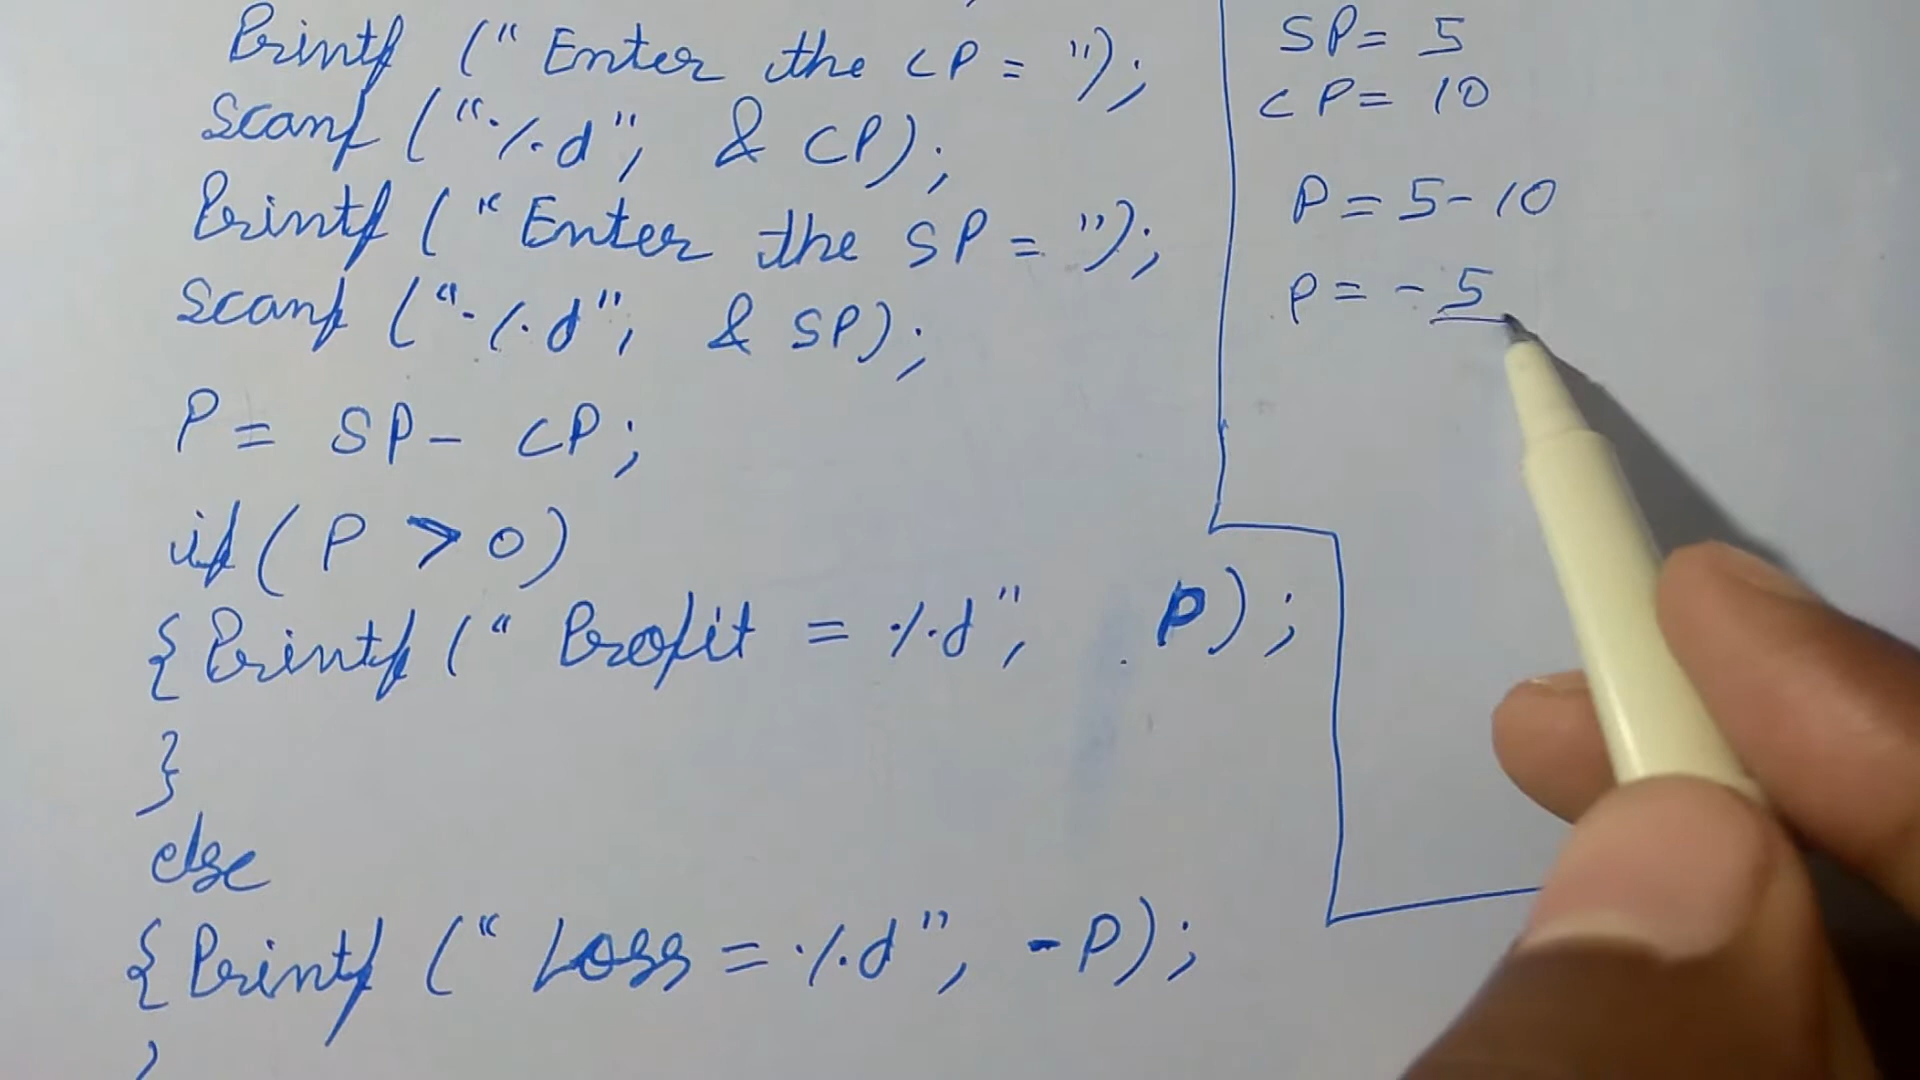 Printf (" Enter the CP = ");
Scanf ("%d", & CP);
Printf (" Enter the SP = ");
Scanf ("%d", & SP);
P = SP - CP;
if ( P > 0)
{ Printf (" Profit = %d", P);
}
else
{ Printf (" Loss = %d", -P);
SP = 5
CP = 10
P = 5 - 10
P = - 5